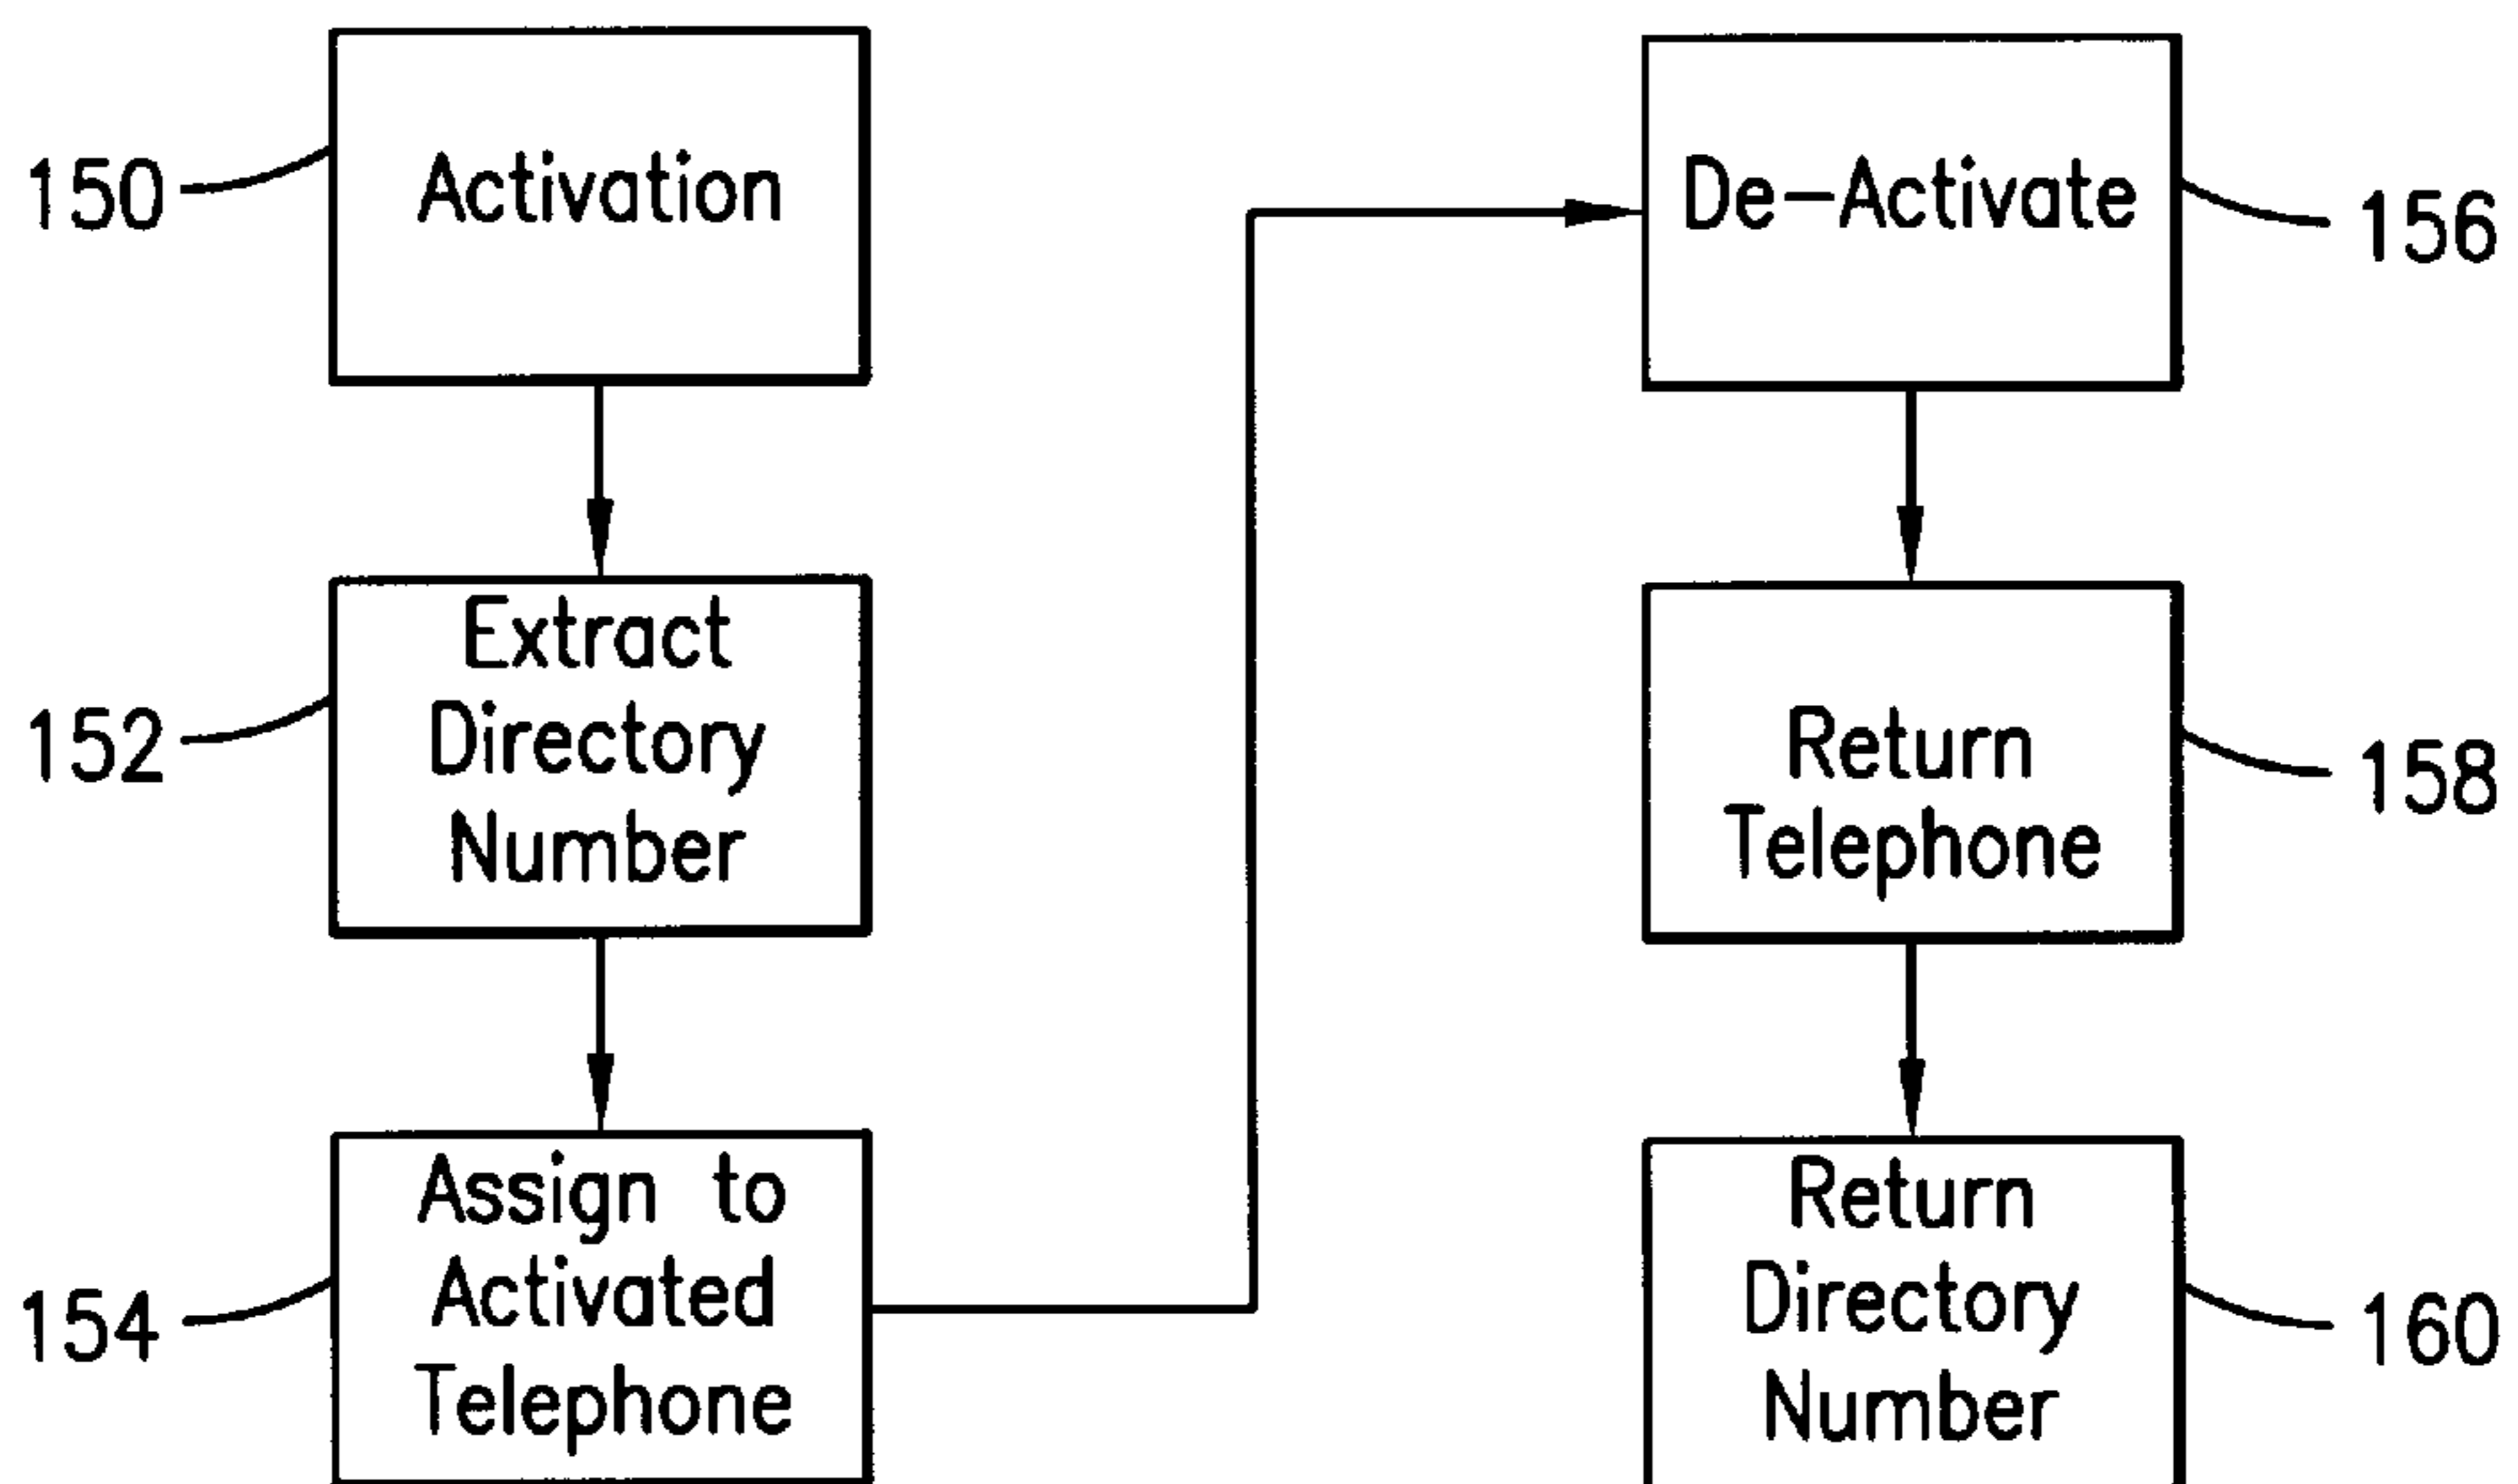 150
Activation
152
Extract
Directory
Number
154
Assign to
Activated
Telephone
De-Activate
156
Return
Telephone
158
Return
Directory
Number
160